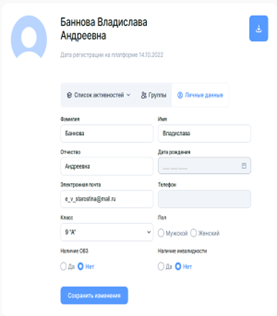 Баннова Владислава
Андреевна
Дата регистрации на платформе 14.10.2022
Список активностей
Группы
Личные данные
Фамилия
Имя
Баннова
Владислава
Отчество
Дата рождения
Андреевна
Электронная почта
Телефон
e_v_starostina@mail.ru
Класс
Пол
9 "А"
Мужской
Женский
Наличие ОВЗ
Наличие инвалидности
Да
Нет
Да
Нет
Сохранить изменения